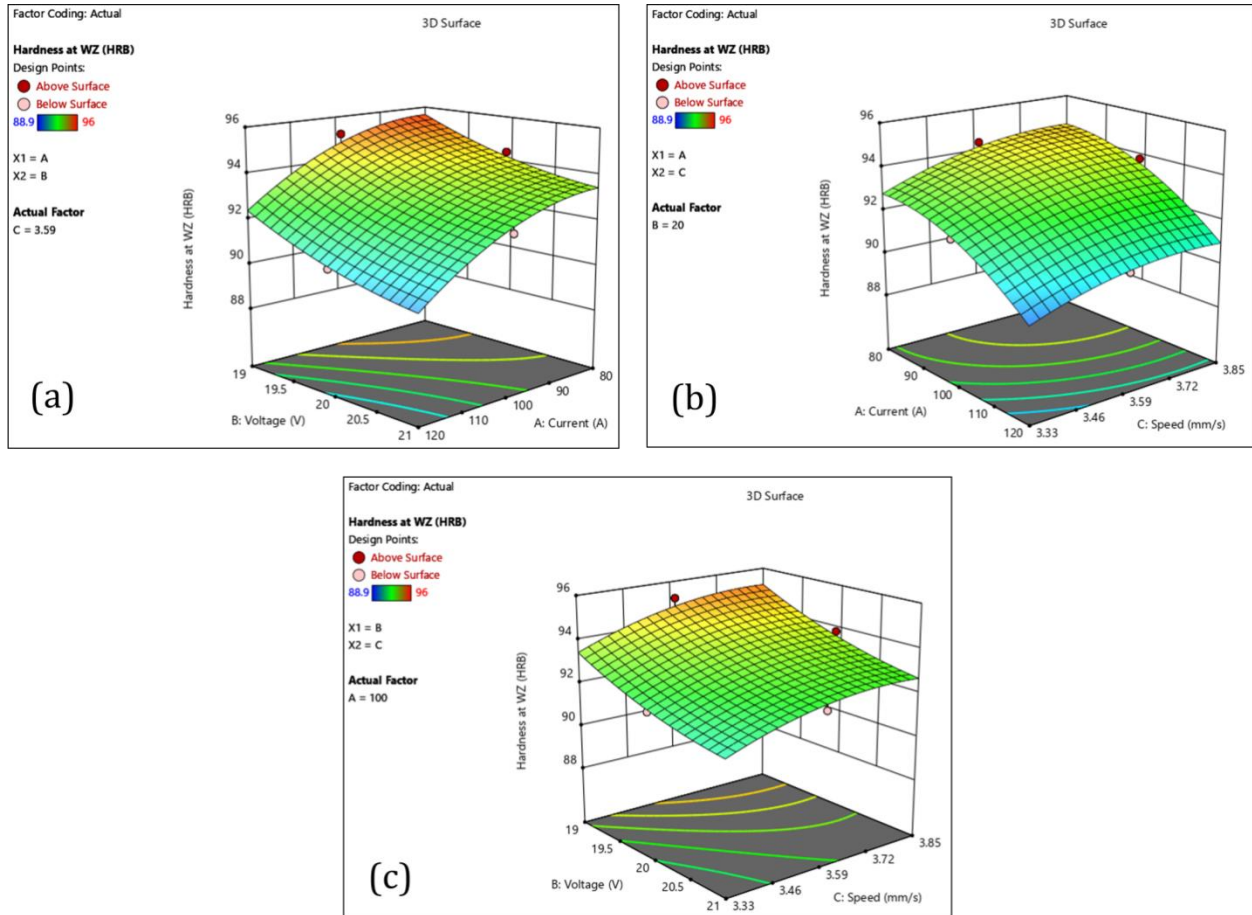 Factor Coding: Actual
3D Surface
Hardness at WZ (HRB)
Design Points:
Above Surface
Below Surface
88.9 96
X1 = A
X2 = B
Actual Factor
C = 3.59
Hardness at WZ (HRB)
96
94
92
90
88
19
19.5
20
20.5
21
B: Voltage (V)
120
110
100
90
80
A: Current (A)
(a)
Factor Coding: Actual
3D Surface
Hardness at WZ (HRB)
Design Points:
Above Surface
Below Surface
88.9 96
X1 = A
X2 = C
Actual Factor
B = 20
Hardness at WZ (HRB)
96
94
92
90
88
80
90
100
110
120
A: Current (A)
3.33
3.46
3.59
3.72
3.85
C: Speed (mm/s)
(b)
Factor Coding: Actual
3D Surface
Hardness at WZ (HRB)
Design Points:
Above Surface
Below Surface
88.9 96
X1 = B
X2 = C
Actual Factor
A = 100
Hardness at WZ (HRB)
96
94
92
90
88
19
19.5
20
20.5
21
B: Voltage (V)
3.33
3.46
3.59
3.72
3.85
C: Speed (mm/s)
(c)